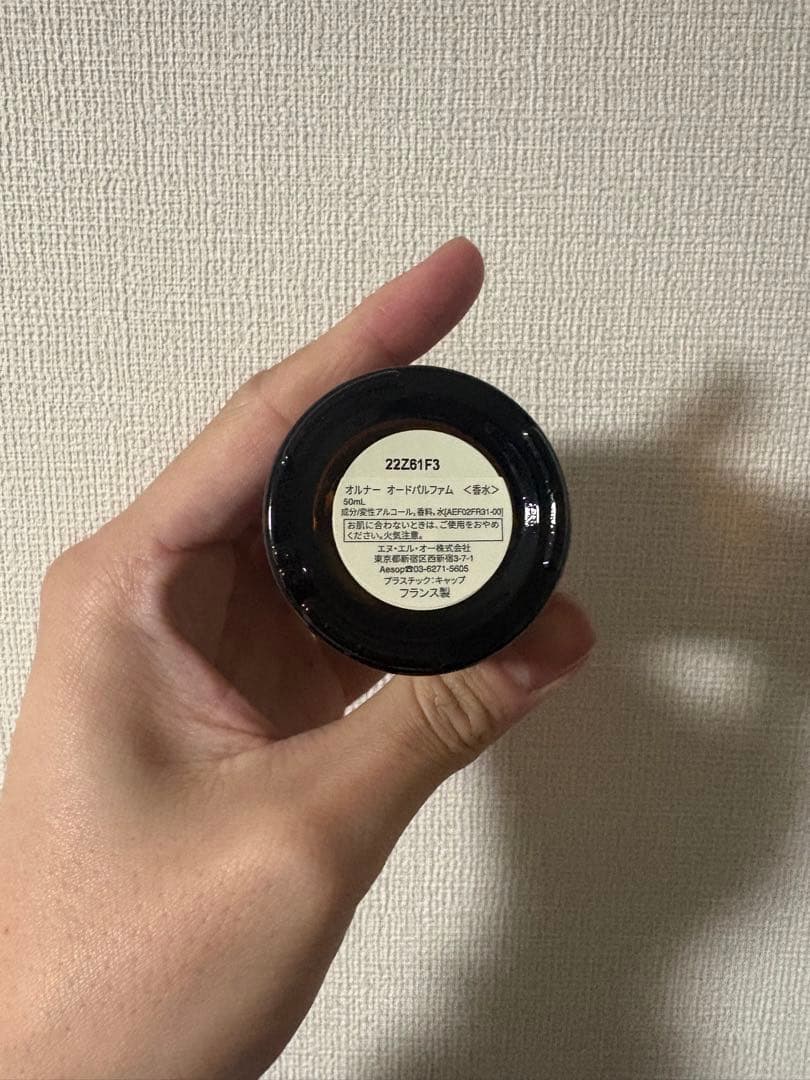 22Z61F3
オルナー オードパルファム ＜香水＞
50mL
成分/変性アルコール,香料,水[AEF02FR31-00]
お肌に合わないときは、ご使用をおやめ
ください。火気注意。
エヌ・エル・オー株式会社
東京都新宿区西新宿3-7-1
Aesop☎03-6271-5605
プラスチック：キャップ
フランス製